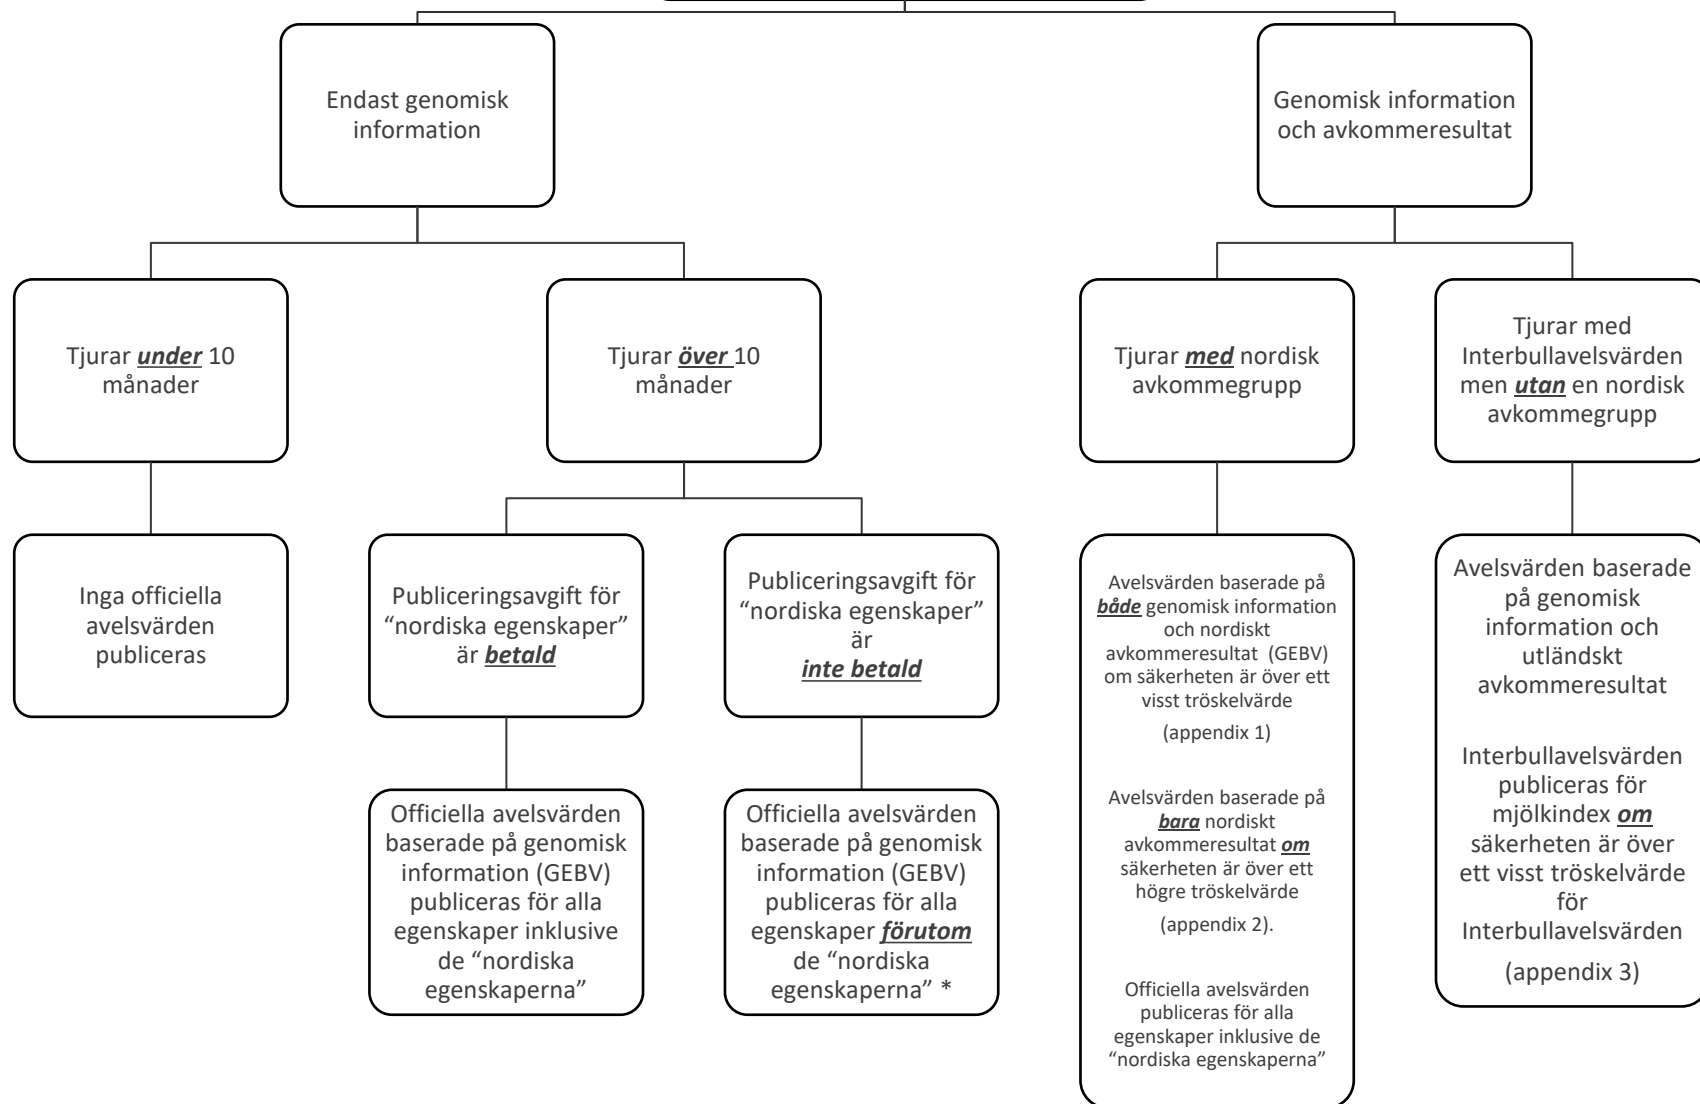 Endast genomisk
information
Genomisk information
och avkommeresultat
Tjurar under 10
månader
Tjurar över 10
månader
Tjurar med nordisk
avkommegrupp
Tjurar med
Interbullavelsvärden
men utan en nordisk
avkommegrupp
Inga officiella
avelsvärden
publiceras
Publiceringsavgift för
“nordiska egenskaper”
är betald
Publiceringsavgift för
“nordiska egenskaper”
är
inte betald
Avelsvärden baserade på
både genomisk information
och nordiskt
avkommeresultat (GEBV)
om säkerheten är över ett
visst tröskelvärde
(appendix 1)
Avelsvärden baserade på
bara nordiskt
avkommeresultat om
säkerheten är över ett
högre tröskelvärde
(appendix 2).
Officiella avelsvärden
publiceras för alla
egenskaper inklusive de
“nordiska egenskaperna”
Avelsvärden baserade
på genomisk
information och
utländskt
avkommeresultat
Interbullavelsvärden
publiceras för
mjölkindex om
säkerheten är över
ett visst tröskelvärde
för
Interbullavelsvärden
(appendix 3)
Officiella avelsvärden
baserade på genomisk
information (GEBV)
publiceras för alla
egenskaper inklusive
de “nordiska
egenskaperna”
Officiella avelsvärden
baserade på genomisk
information (GEBV)
publiceras för alla
egenskaper förutom
de “nordiska
egenskaperna” *